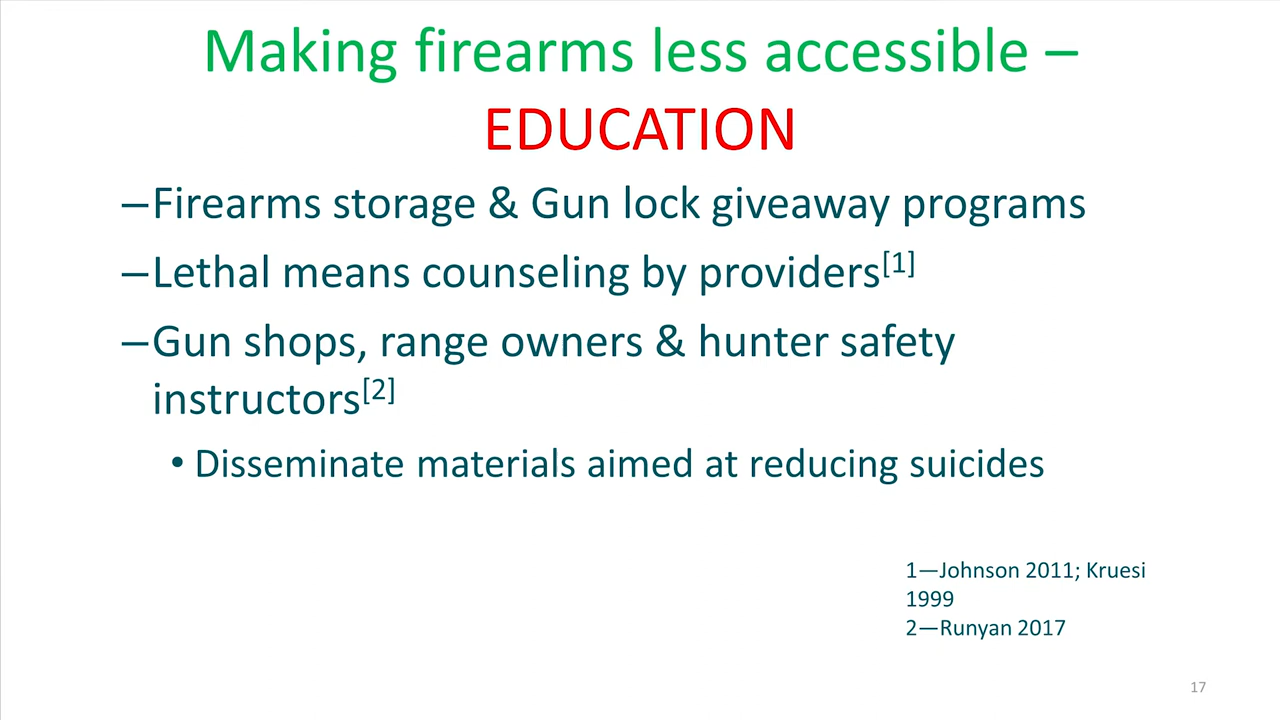 Making firearms less accessible –
EDUCATION
–Firearms storage & Gun lock giveaway programs
–Lethal means counseling by providers[1]
–Gun shops, range owners & hunter safety
instructors[2]
• Disseminate materials aimed at reducing suicides
1—Johnson 2011; Kruesi
1999
2—Runyan 2017
17